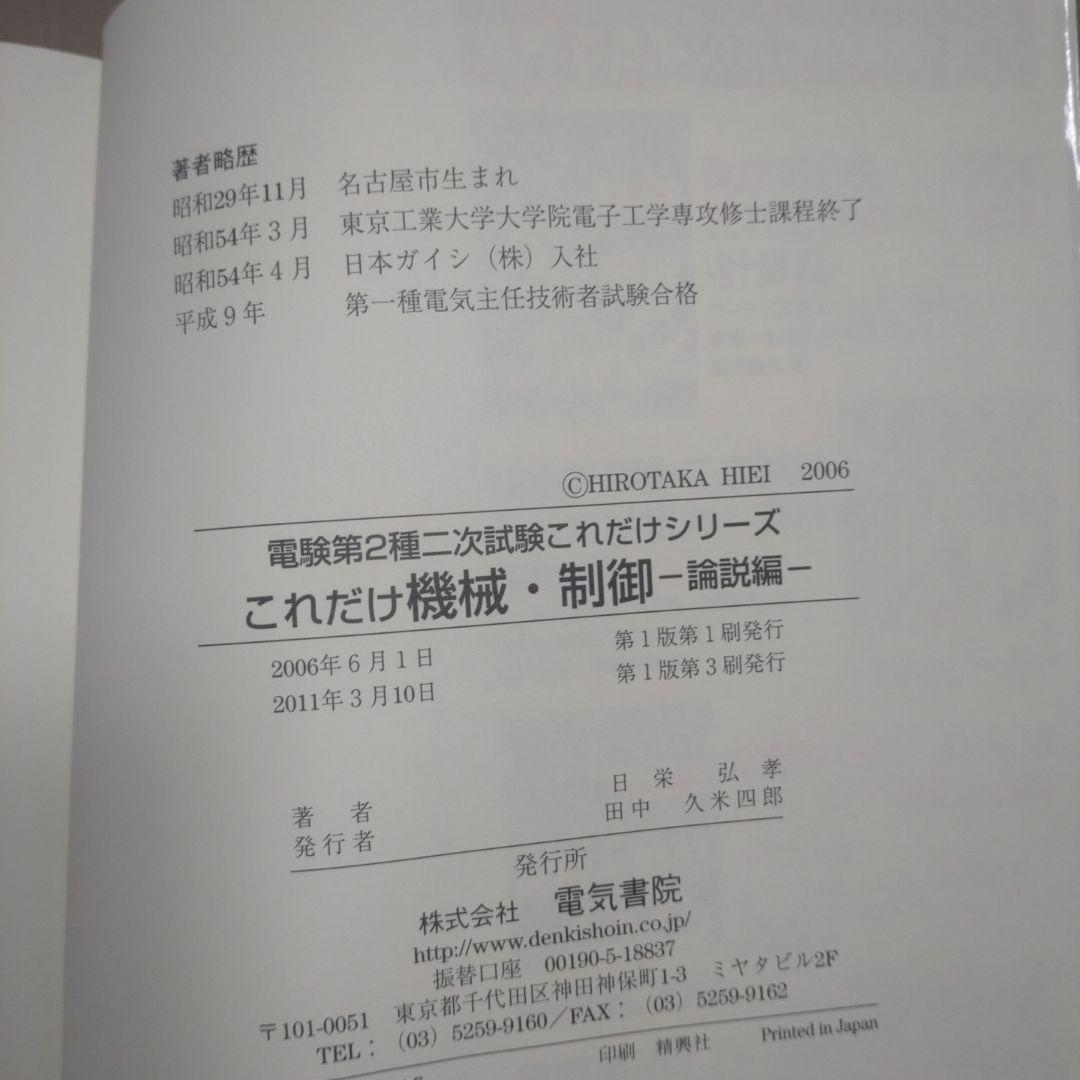 著者略歴
昭和29年11月 名古屋市生まれ
昭和54年3月 東京工業大学大学院電子工学専攻修士課程終了
昭和54年4月 日本ガイシ（株）入社
平成9年 第一種電気主任技術者試験合格
©HIROTAKA HIEI 2006
電験第2種二次試験これだけシリーズ
これだけ機械・制御－論説編－
2006年6月1日 第1版第1刷発行
2011年3月10日 第1版第3刷発行
著者 日栄弘孝
発行者 田中久米四郎
発行所
株式会社 電気書院
http://www.denkishoin.co.jp/
振替口座 00190-5-18837
〒101-0051 東京都千代田区神田神保町1-3 ミヤタビル2F
TEL：（03）5259-9160／FAX：（03）5259-9162
印刷 精興社 Printed in Japan